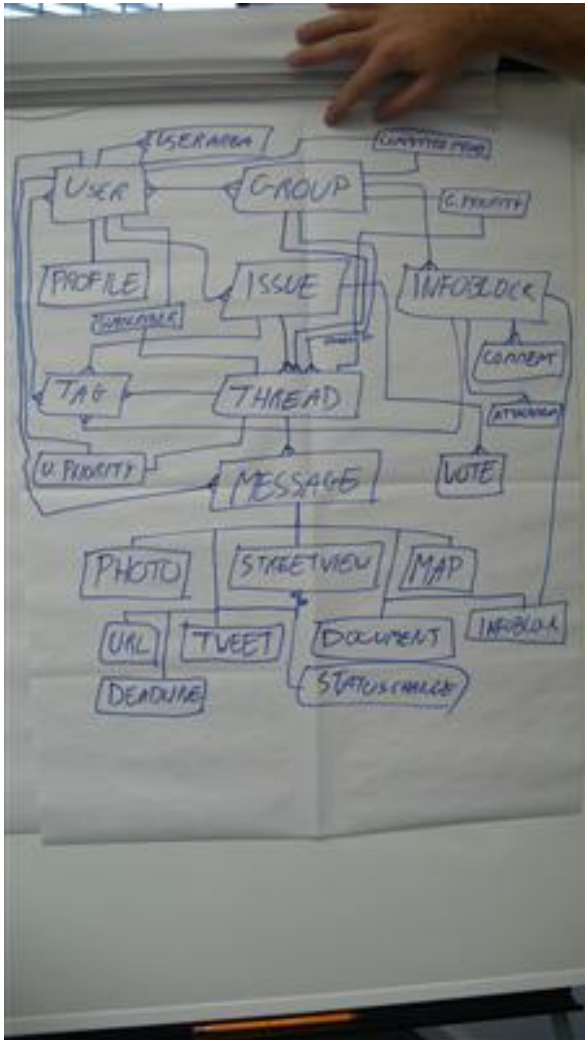 USERAREA
USER
GROUP
G. PRIORITY
PROFILE
ISSUE
INFOBLOCK
COMMENT
TAG
THREAD
U. PRIORITY
MESSAGE
VOTE
PHOTO
STREETVIEW
MAP
URL
TWEET
DOCUMENT
INFOBLOCK
DEADLINE
STATUSCHANGE